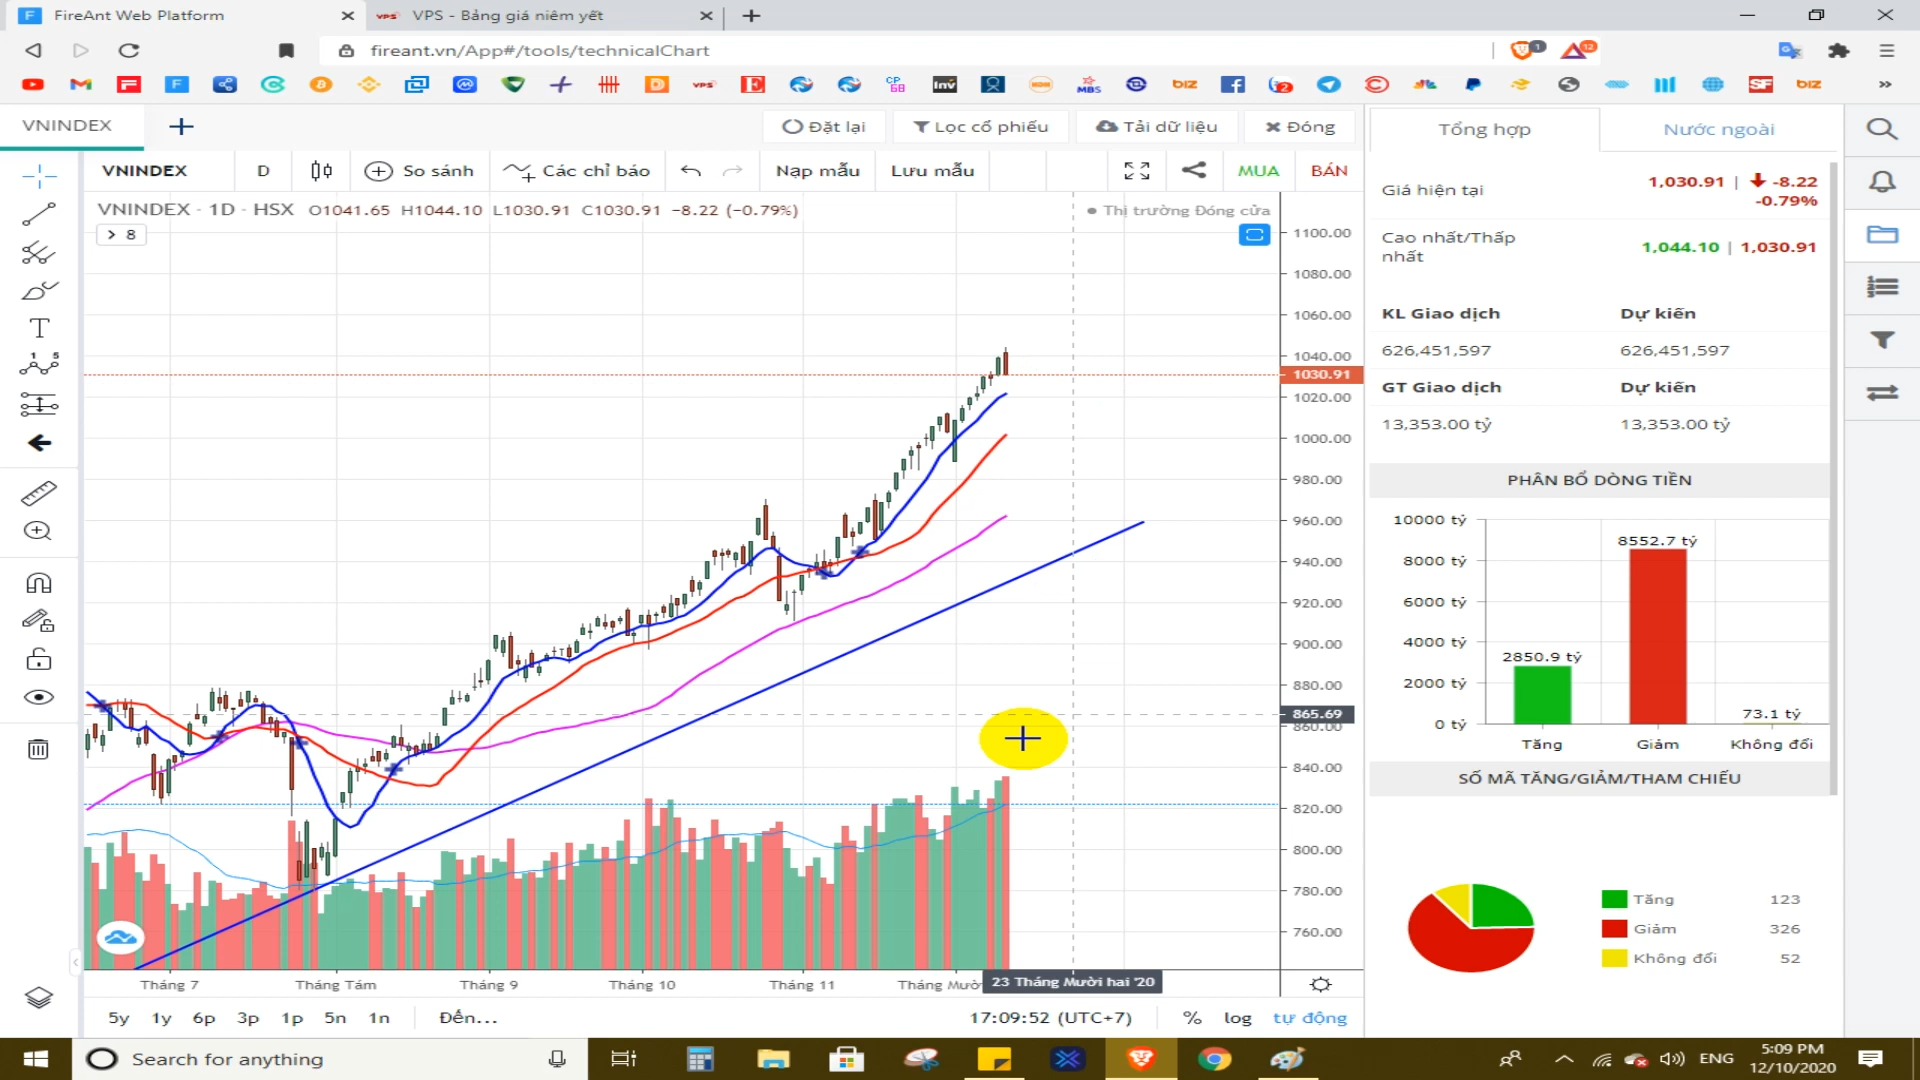 FireAnt Web Platform
VPS - Bảng giá niêm yết
fireant.vn/App#/tools/technicalChart
1
12
VNINDEX
Đặt lại
Lọc cổ phiếu
Tải dữ liệu
Đóng
VNINDEX
D
So sánh
Các chỉ báo
Nạp mẫu
Lưu mẫu
MUA
BÁN
VNINDEX · 1D · HSX O1041.65 H1044.10 L1030.91 C1030.91 −8.22 (−0.79%)
Thị trường Đóng cửa
8
1100.00
1080.00
1060.00
1040.00
1030.91
1020.00
1000.00
980.00
960.00
940.00
920.00
900.00
880.00
865.69
860.00
840.00
820.00
800.00
780.00
760.00
Tháng 7
Tháng Tám
Tháng 9
Tháng 10
Tháng 11
Tháng Mườ
23 Tháng Mười hai '20
5y 1y 6p 3p 1p 5n 1n Đến...
17:09:52 (UTC+7) % log tự động
Tổng hợp
Nước ngoài
Giá hiện tại
1,030.91 | -8.22
-0.79%
Cao nhất/Thấp nhất
1,044.10 | 1,030.91
KL Giao dịch Dự kiến
626,451,597 626,451,597
GT Giao dịch Dự kiến
13,353.00 tỷ 13,353.00 tỷ
PHÂN BỔ DÒNG TIỀN
10000 tỷ
8000 tỷ
6000 tỷ
4000 tỷ
2000 tỷ
0 tỷ
2850.9 tỷ
8552.7 tỷ
73.1 tỷ
Tăng Giảm Không đổi
SỐ MÃ TĂNG/GIẢM/THAM CHIẾU
Tăng 123
Giảm 326
Không đổi 52
Search for anything
ENG
5:09 PM
12/10/2020